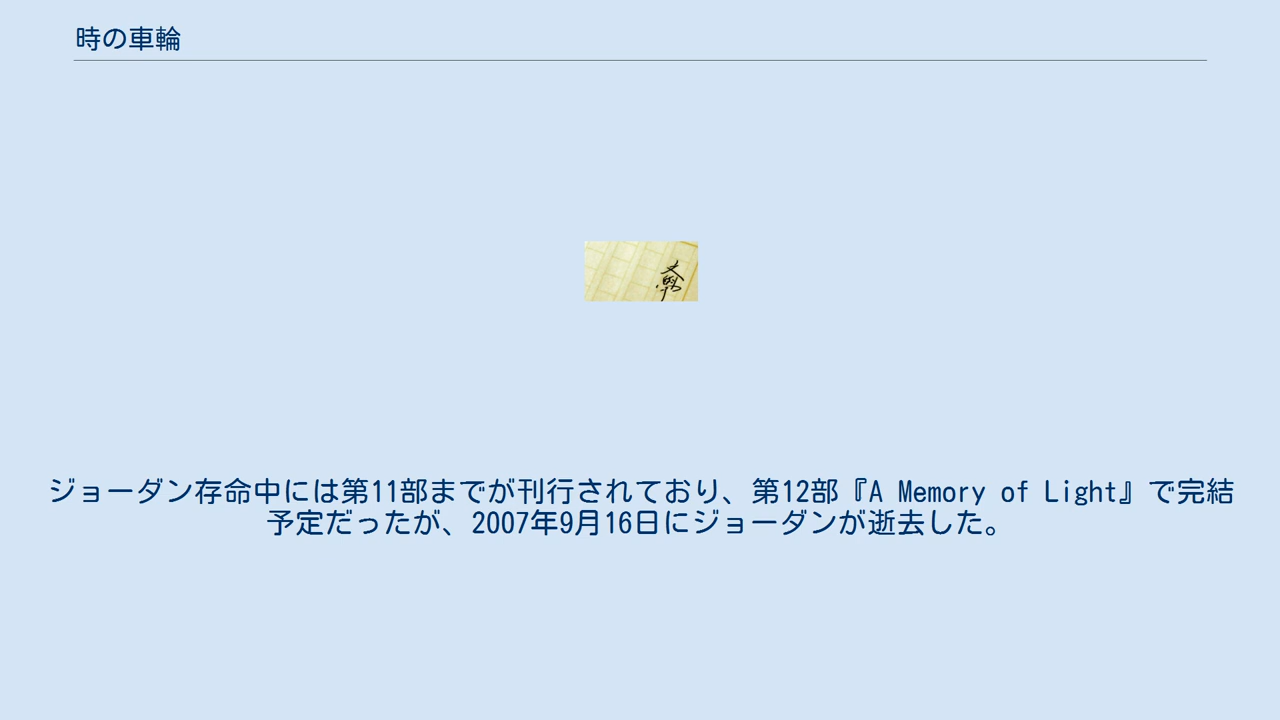 時の車輪
ジョーダン存命中には第11部までが刊行されており、第12部『A Memory of Light』で完結
予定だったが、2007年9月16日にジョーダンが逝去した。